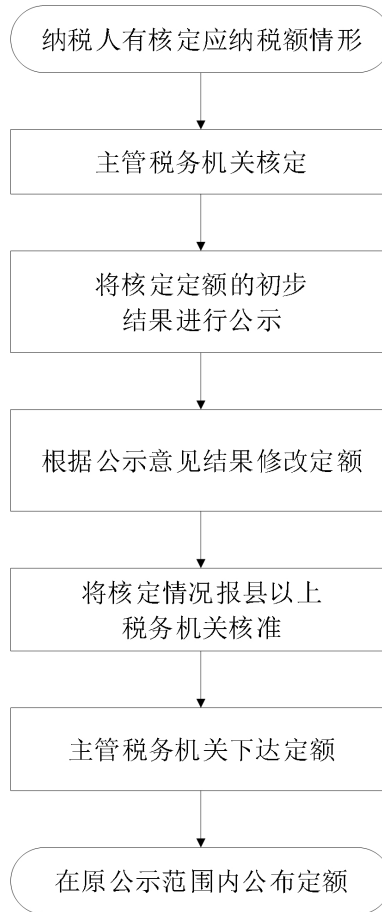 纳税人有核定应纳税额情形
主管税务机关核定
将核定定额的初步
结果进行公示
根据公示意见结果修改定额
将核定情况报县以上
税务机关核准
主管税务机关下达定额
在原公示范围内公布定额